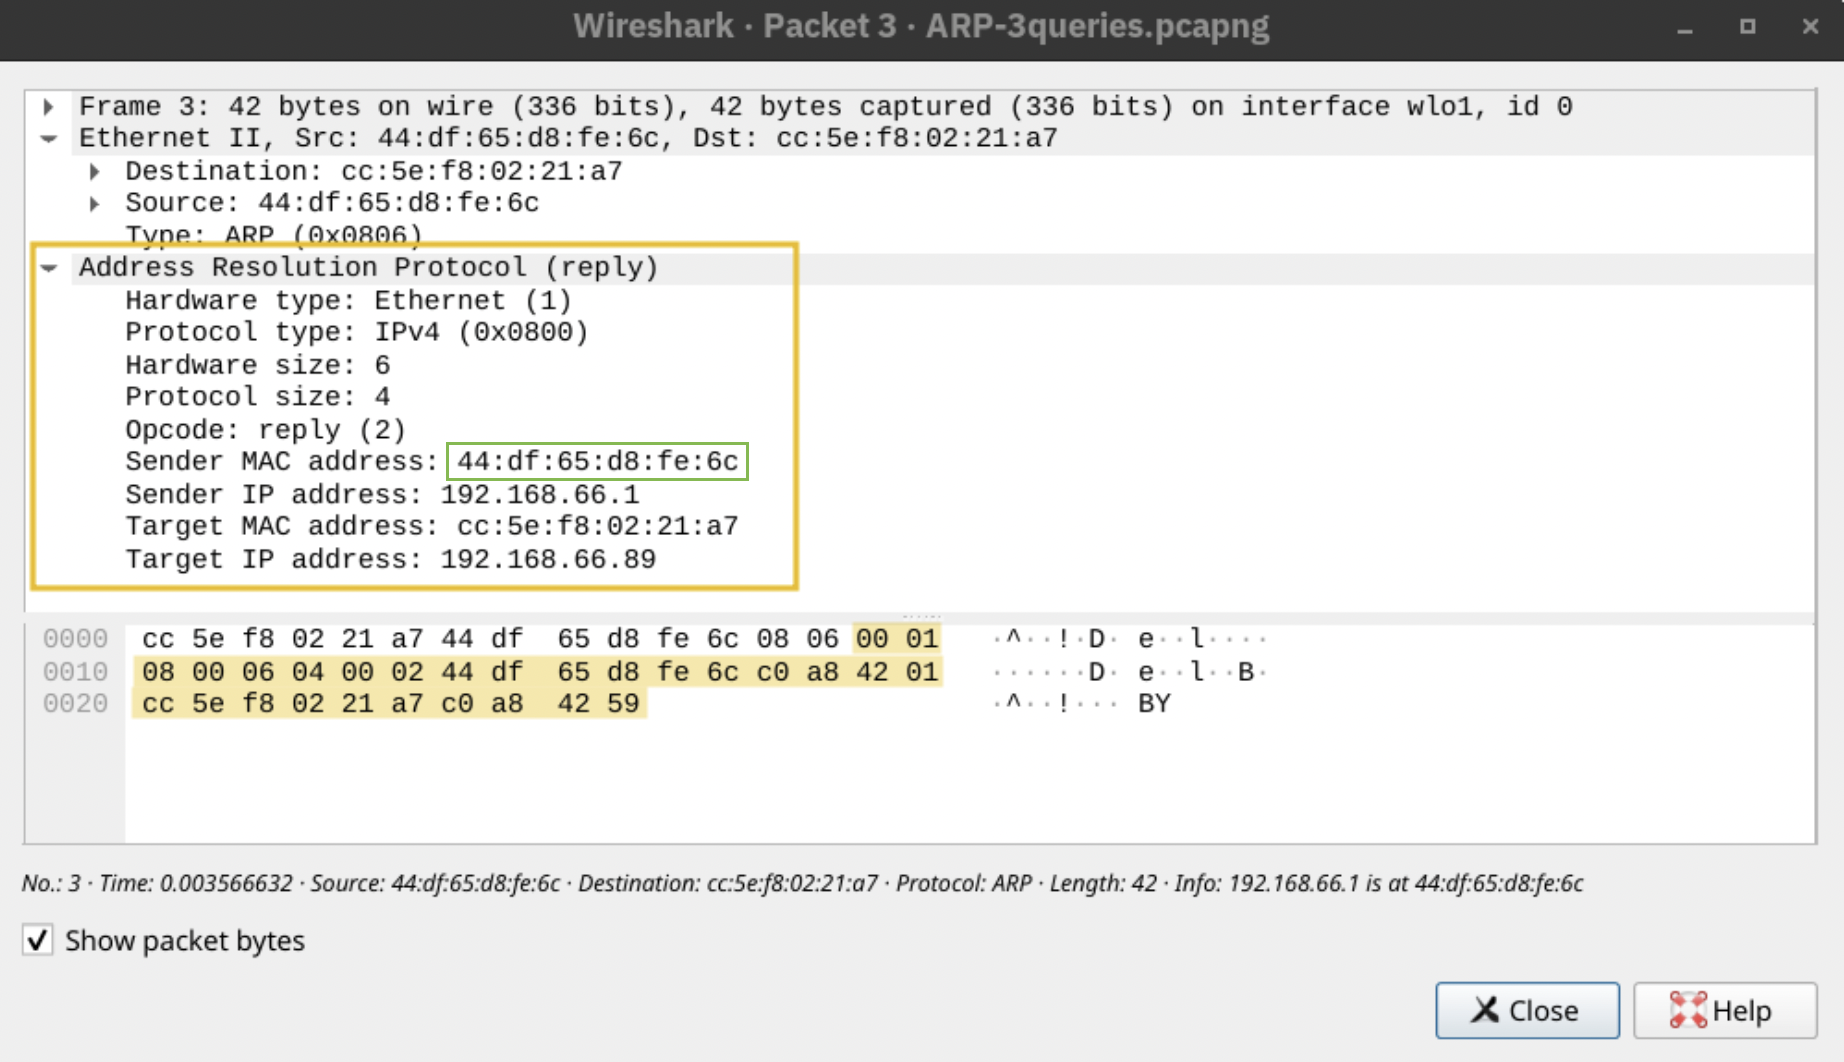 Wireshark · Packet 3 · ARP-3queries.pcapng
Frame 3: 42 bytes on wire (336 bits), 42 bytes captured (336 bits) on interface wlo1, id 0
Ethernet II, Src: 44:df:65:d8:fe:6c, Dst: cc:5e:f8:02:21:a7
Destination: cc:5e:f8:02:21:a7
Source: 44:df:65:d8:fe:6c
Type: ARP (0x0806)
Address Resolution Protocol (reply)
Hardware type: Ethernet (1)
Protocol type: IPv4 (0x0800)
Hardware size: 6
Protocol size: 4
Opcode: reply (2)
Sender MAC address: 44:df:65:d8:fe:6c
Sender IP address: 192.168.66.1
Target MAC address: cc:5e:f8:02:21:a7
Target IP address: 192.168.66.89
0000 cc 5e f8 02 21 a7 44 df 65 d8 fe 6c 08 06 00 01 ·^··!·D· e··l····
0010 08 00 06 04 00 02 44 df 65 d8 fe 6c c0 a8 42 01 ······D· e··l··B·
0020 cc 5e f8 02 21 a7 c0 a8 42 59 ·^··!··· BY
No.: 3 · Time: 0.003566632 · Source: 44:df:65:d8:fe:6c · Destination: cc:5e:f8:02:21:a7 · Protocol: ARP · Length: 42 · Info: 192.168.66.1 is at 44:df:65:d8:fe:6c
Show packet bytes
Close Help